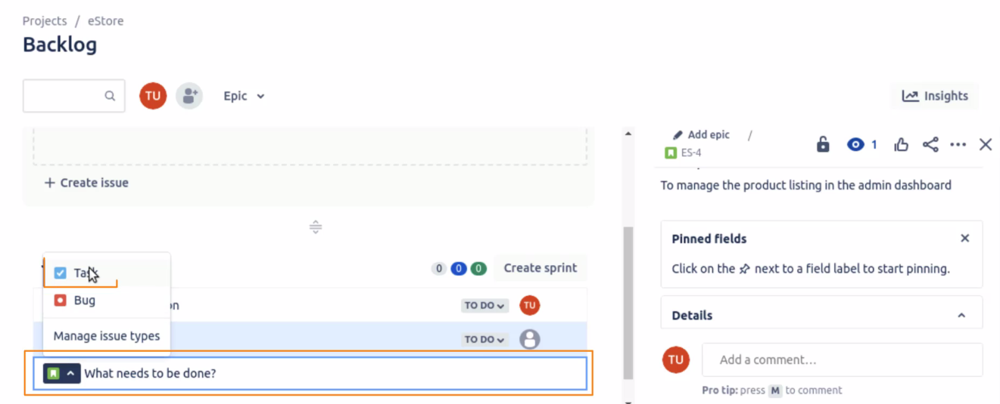 Projects / eStore
Backlog
TU
Epic
Insights
Add epic /
ES-4
1
To manage the product listing in the admin dashboard
+ Create issue
Pinned fields
Click on the next to a field label to start pinning.
Task
0 0 0 Create sprint
Bug
on TO DO TU
Details
Manage issue types
TO DO
What needs to be done?
TU Add a comment…
Pro tip: press M to comment